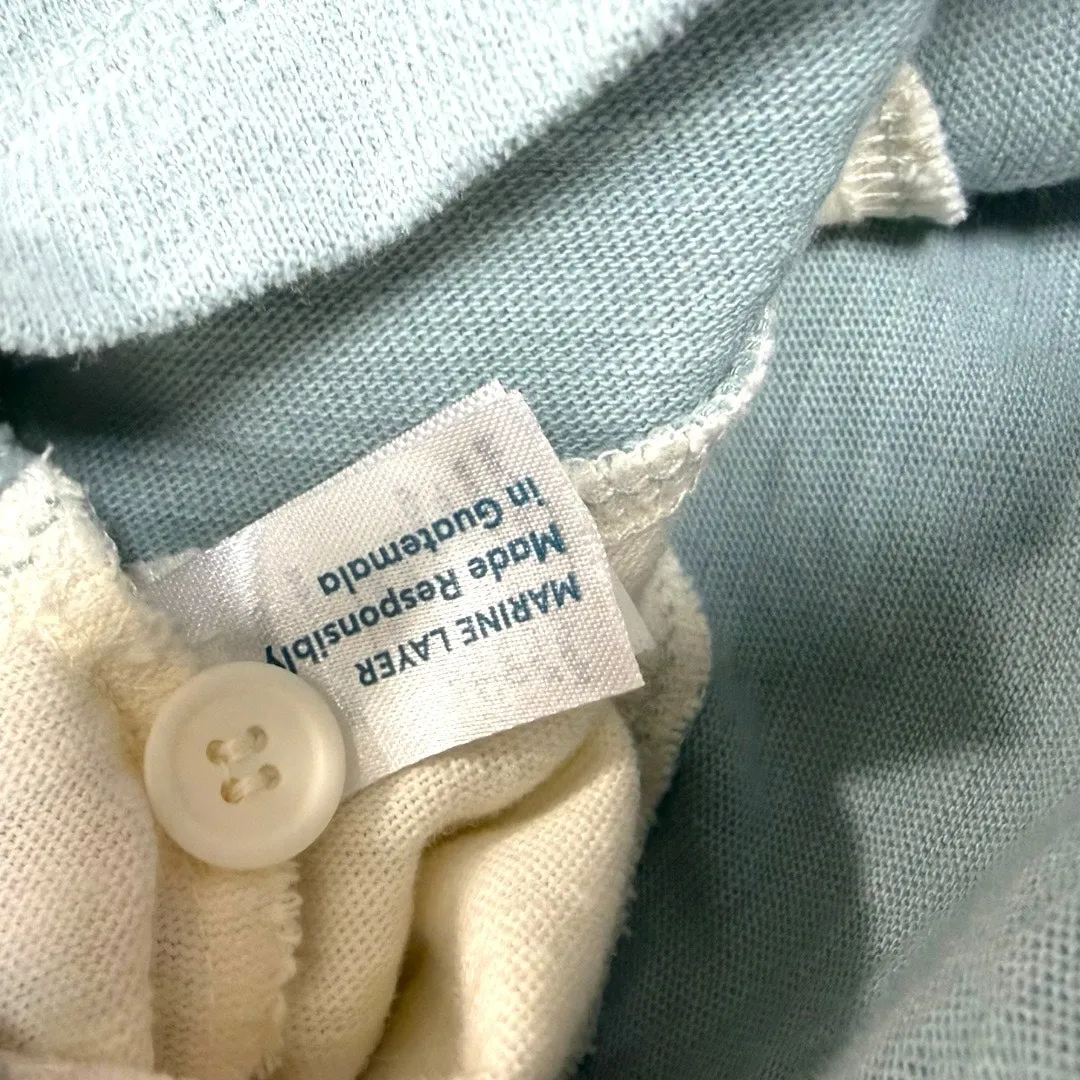 MARINE LAYER
Made Responsibly
in Guatemala